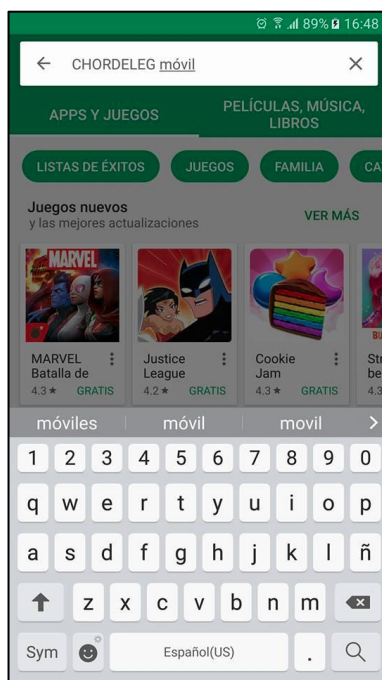 89% 16:48
CHORDELEG móvil
APPS Y JUEGOS
PELÍCULAS, MÚSICA,
LIBROS
LISTAS DE ÉXITOS JUEGOS FAMILIA
Juegos nuevos
y las mejores actualizaciones
VER MÁS
MARVEL
MARVEL
Batalla de
4.3★ GRATIS
Justice
League
4.2★ GRATIS
Cookie
Jam
4.3★ GRATIS
móviles móvil movil
1 2 3 4 5 6 7 8 9 0
q w e r t y u i o p
a s d f g h j k l ñ
z x c v b n m
Sym Español(US) .